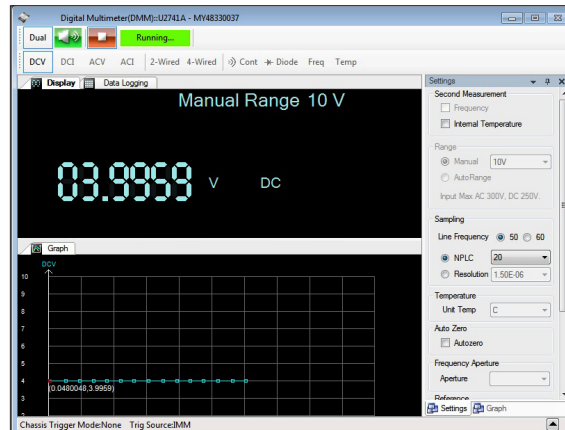 Digital Multimeter(DMM)::U2741A - MY48330037
Dual Running...
DCV DCI ACV ACI 2-Wired 4-Wired Cont Diode Freq Temp
Display Data Logging
Manual Range 10 V
03.9959 V DC
Graph
DCV
10
9
8
7
6
5
4
(0.0480048,3.9959)
3
2
Settings
Second Measurement
Frequency
Internal Temperature
Range
Manual 10V
AutoRange
Input Max AC 300V, DC 250V.
Sampling
Line Frequency 50 60
NPLC 20
Resolution 1.50E-06
Temperature
Unit Temp C
Auto Zero
Autozero
Frequency Aperture
Aperture
Reference
Settings Graph
Chassis Trigger Mode:None Trig Source:IMM